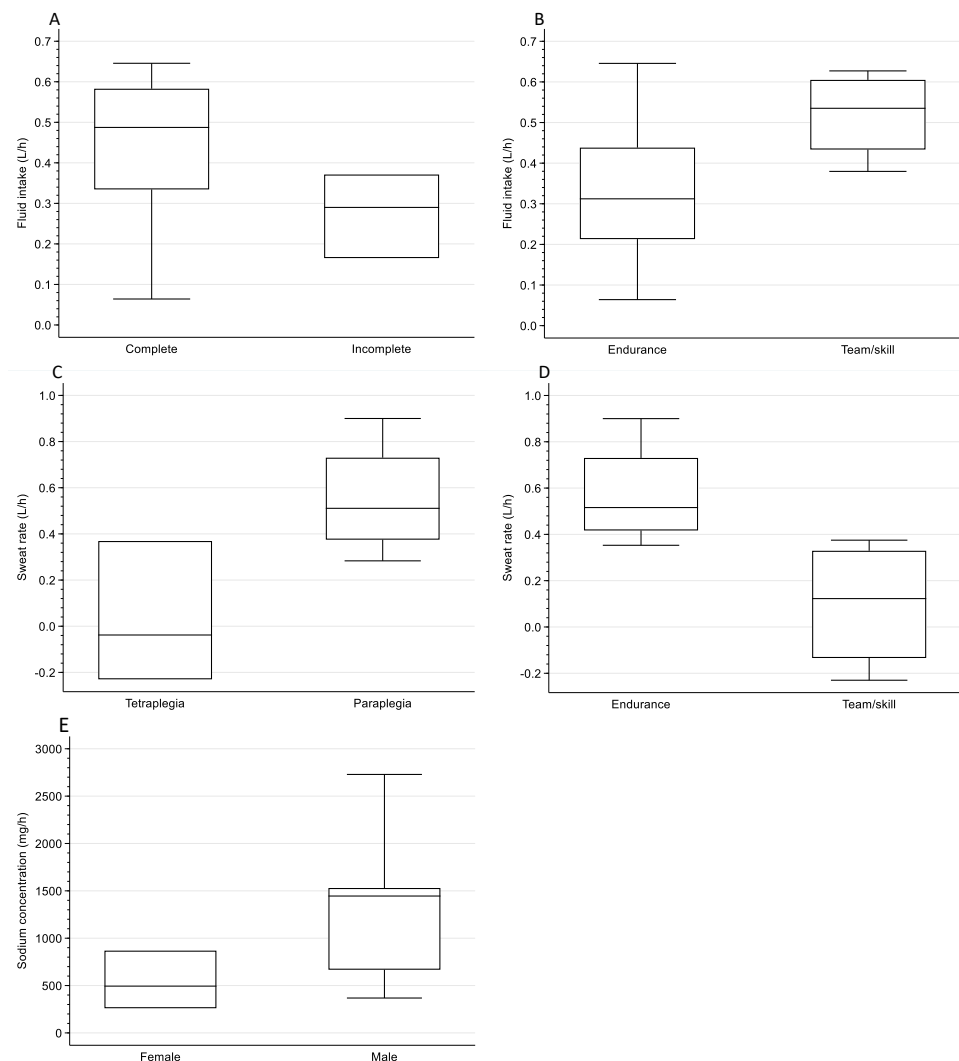 A
Fluid intake (L/h)
0.7
0.6
0.5
0.4
0.3
0.2
0.1
0.0
Complete
Incomplete
B
Fluid intake (L/h)
0.7
0.6
0.5
0.4
0.3
0.2
0.1
0.0
Endurance
Team/skill
C
Sweat rate (L/h)
1.0
0.8
0.6
0.4
0.2
0.0
-0.2
Tetraplegia
Paraplegia
D
Sweat rate (L/h)
1.0
0.8
0.6
0.4
0.2
0.0
-0.2
Endurance
Team/skill
E
Sodium concentration (mg/h)
3000
2500
2000
1500
1000
500
0
Female
Male